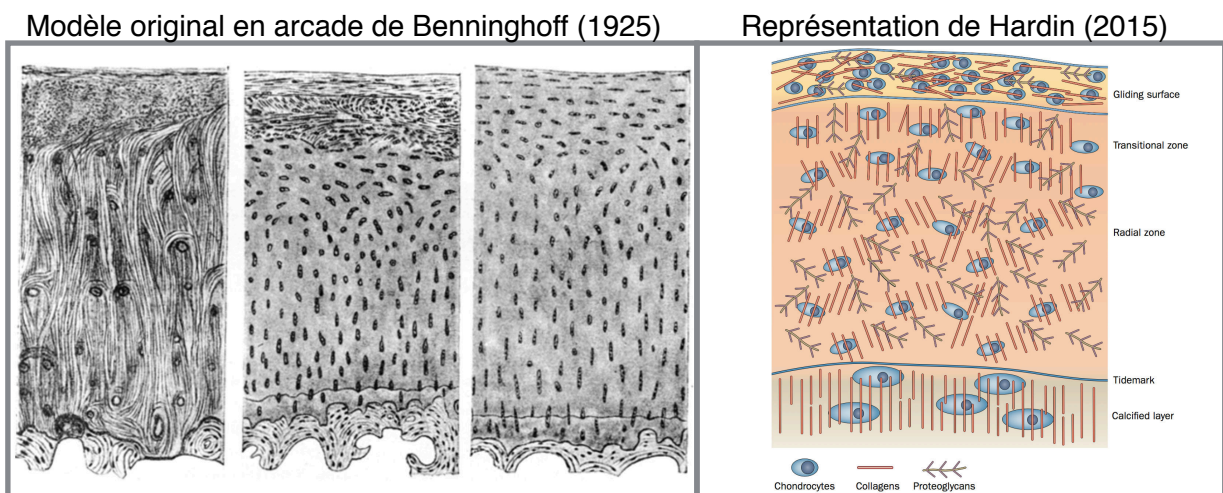 Modèle original en arcade de Benninghoff (1925)
Représentation de Hardin (2015)
Gliding surface
Transitional zone
Radial zone
Tidemark
Calcified layer
Chondrocytes
Collagens
Proteoglycans